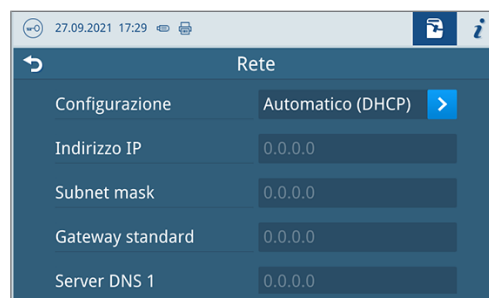 27.09.2021 17:29
i
Rete
Configurazione Automatico (DHCP)
Indirizzo IP 0.0.0.0
Subnet mask 0.0.0.0
Gateway standard 0.0.0.0
Server DNS 1 0.0.0.0